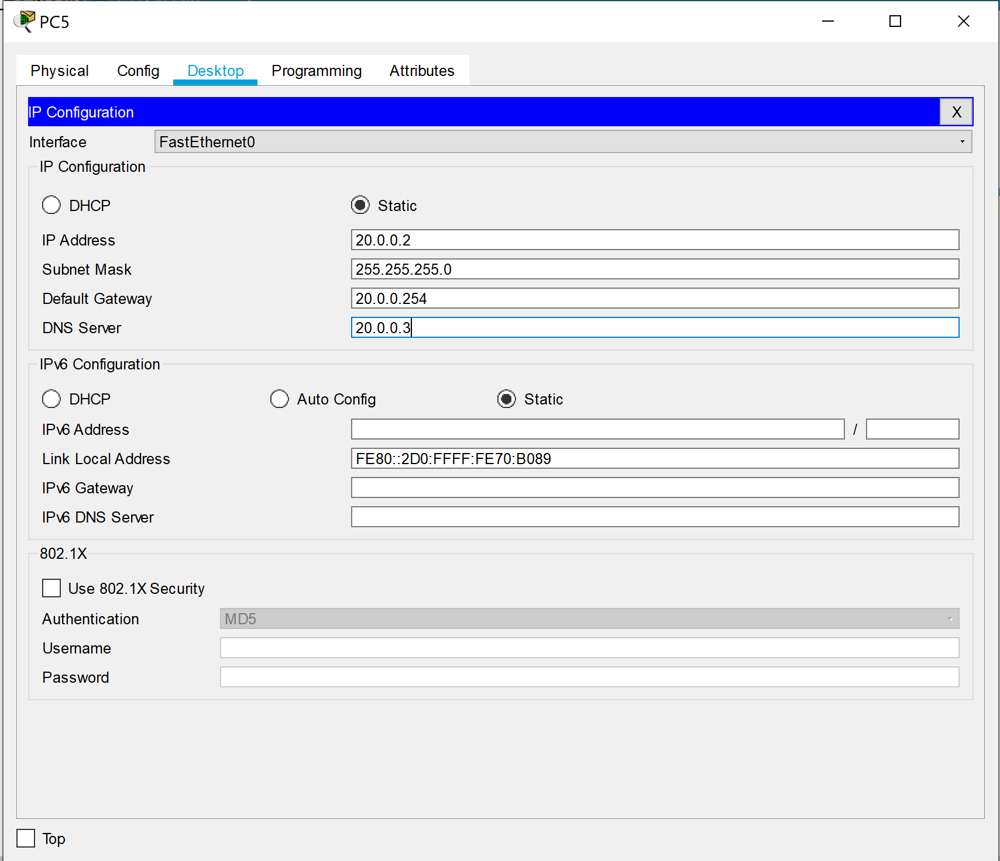 PC5
Physical Config Desktop Programming Attributes
IP Configuration X
Interface FastEthernet0
IP Configuration
DHCP Static
IP Address 20.0.0.2
Subnet Mask 255.255.255.0
Default Gateway 20.0.0.254
DNS Server 20.0.0.3
IPv6 Configuration
DHCP Auto Config Static
IPv6 Address /
Link Local Address FE80::2D0:FFFF:FE70:B089
IPv6 Gateway
IPv6 DNS Server
802.1X
Use 802.1X Security
Authentication MD5
Username
Password
Top